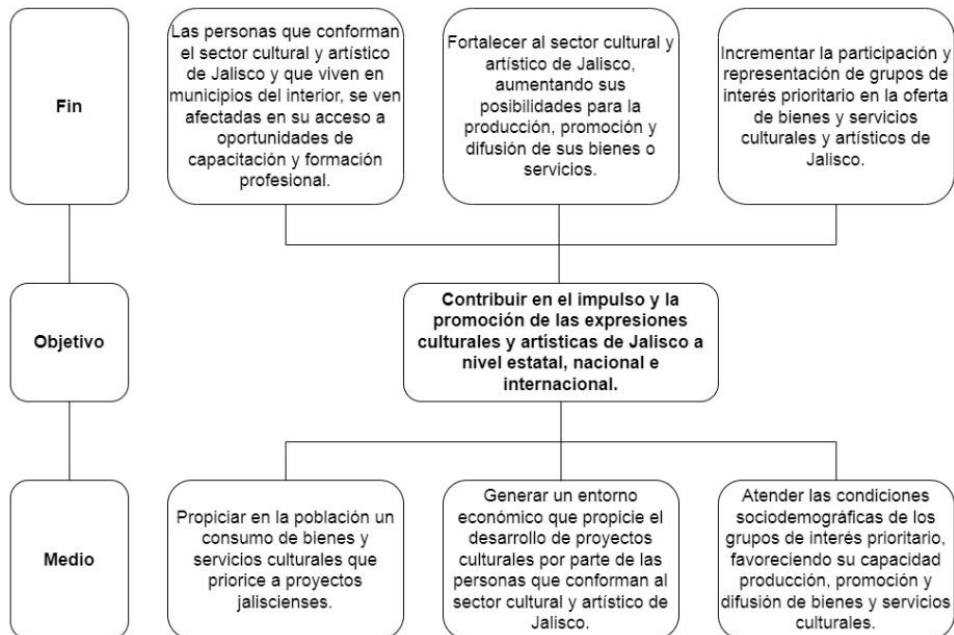 Fin
Las personas que conforman
el sector cultural y artístico
de Jalisco y que viven en
municipios del interior, se ven
afectadas en su acceso a
oportunidades de
capacitación y formación
profesional.
Fortalecer al sector cultural y
artístico de Jalisco,
aumentando sus
posibilidades para la
producción, promoción y
difusión de sus bienes o
servicios.
Incrementar la participación y
representación de grupos de
interés prioritario en la oferta
de bienes y servicios
culturales y artísticos de
Jalisco.
Objetivo
Contribuir en el impulso y la
promoción de las expresiones
culturales y artísticas de Jalisco a
nivel estatal, nacional e
internacional.
Medio
Propiciar en la población un
consumo de bienes y
servicios culturales que
priorice a proyectos
jaliscienses.
Generar un entorno
económico que propicie el
desarrollo de proyectos
culturales por parte de las
personas que conforman al
sector cultural y artístico de
Jalisco.
Atender las condiciones
sociodemográficas de los
grupos de interés prioritario,
favoreciendo su capacidad
producción, promoción y
difusión de bienes y servicios
culturales.